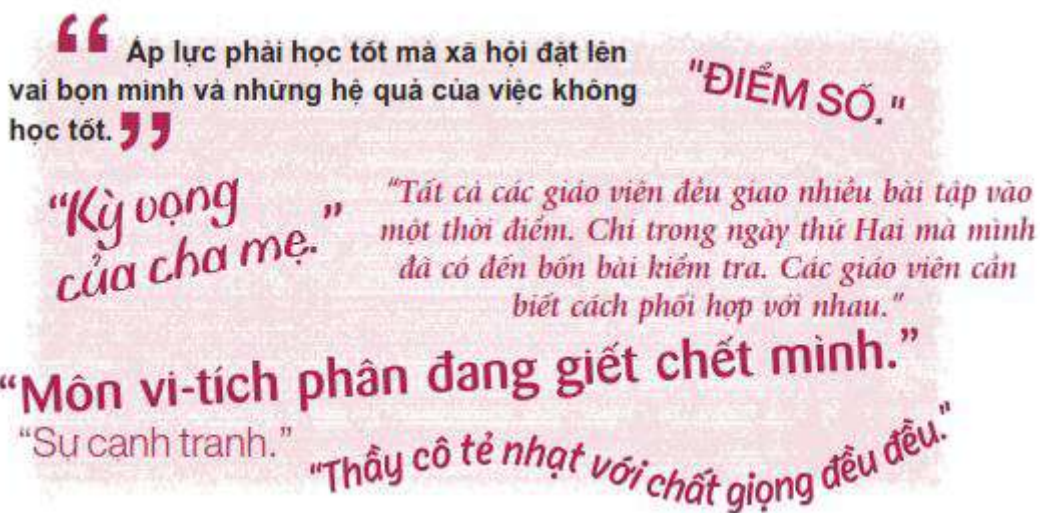 “Áp lực phải học tốt mà xã hội đặt lên
vai bọn mình và những hệ quả của việc không
học tốt.”
"ĐIỂM SỐ."
"Kỳ vọng
của cha mẹ."
"Tất cả các giáo viên đều giao nhiều bài tập vào
một thời điểm. Chỉ trong ngày thứ Hai mà mình
đã có đến bốn bài kiểm tra. Các giáo viên cần
biết cách phối hợp với nhau."
“Môn vi-tích phân đang giết chết mình.”
“Sự cạnh tranh.”
"Thầy cô tẻ nhạt với chất giọng đều đều."